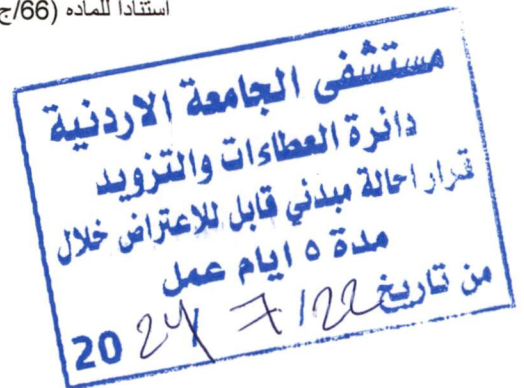 استنادا للماده (66/ج
مستشفى الجامعة الاردنية
دائرة العطاءات والتزويد
قرار احالة مبدئي قابل للاعتراض خلال
مدة ٥ ايام عمل
من تاريخ 22/ 7 / 2024